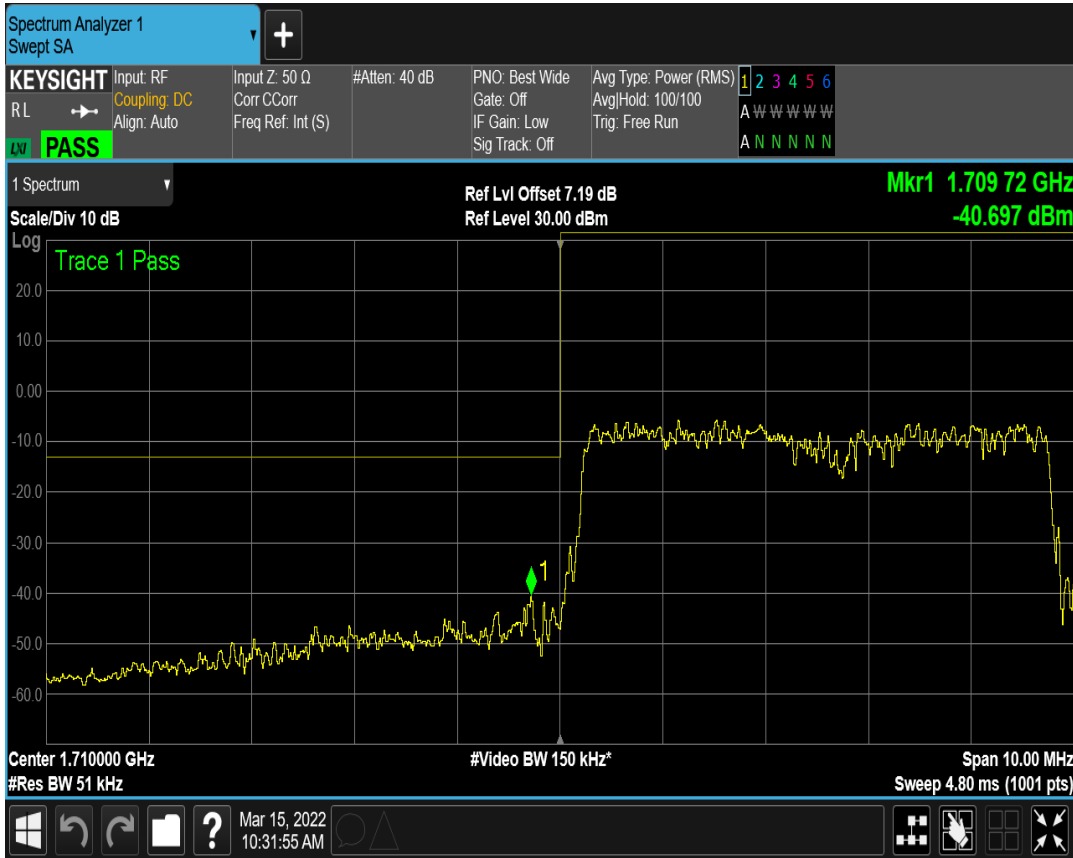 Spectrum Analyzer 1
Swept SA
+
KEYSIGHT Input: RF Input Z: 50 Ω #Atten: 40 dB PNO: Best Wide Avg Type: Power (RMS) 1 2 3 4 5 6
R L Coupling: DC Corr CCorr Gate: Off Avg|Hold: 100/100
Align: Auto Freq Ref: Int (S) IF Gain: Low Trig: Free Run A W W W W W
LXI PASS Sig Track: Off A N N N N N
1 Spectrum Ref Lvl Offset 7.19 dB Mkr1 1.709 72 GHz
Scale/Div 10 dB Ref Level 30.00 dBm -40.697 dBm
Log
Trace 1 Pass
20.0
10.0
0.00
-10.0
-20.0
-30.0
1
-40.0
-50.0
-60.0
Center 1.710000 GHz #Video BW 150 kHz* Span 10.00 MHz
#Res BW 51 kHz Sweep 4.80 ms (1001 pts)
? Mar 15, 2022
10:31:55 AM